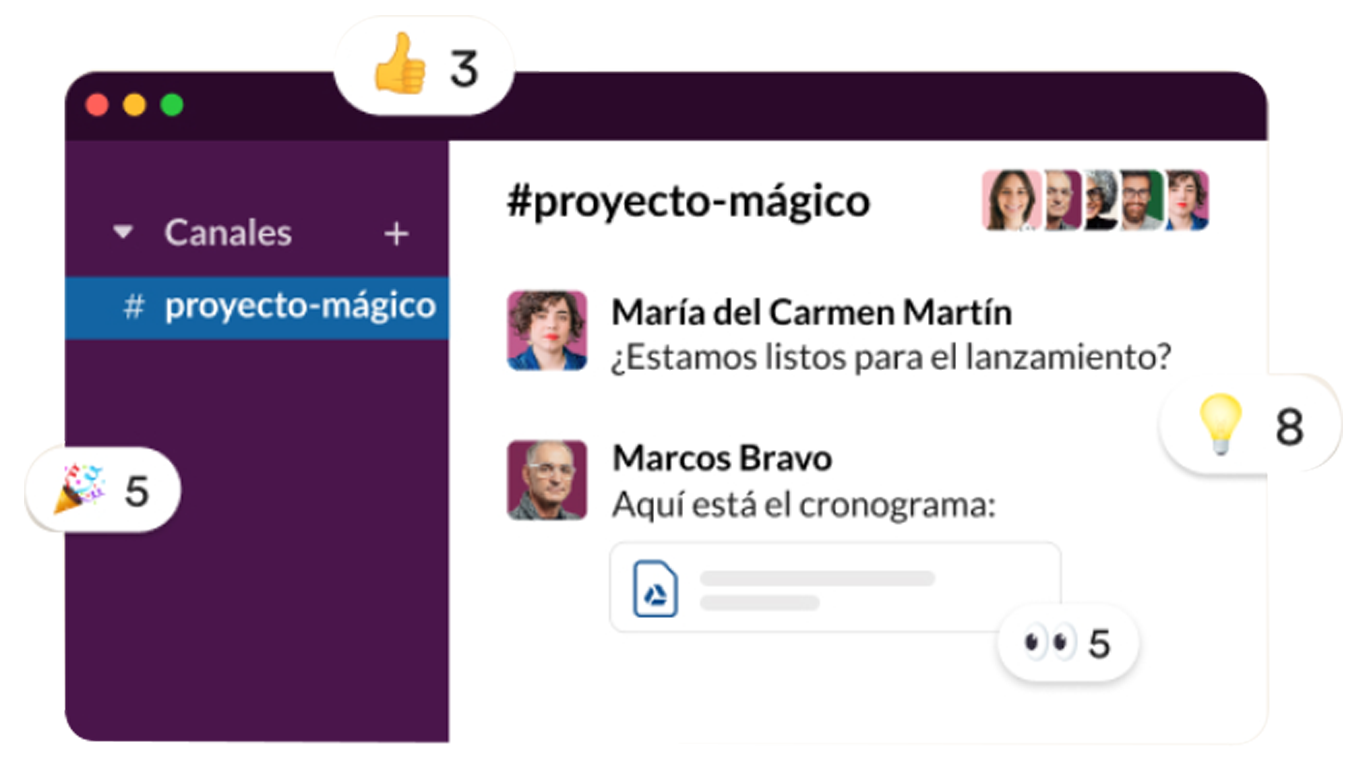 👍 3
Canales +
# proyecto-mágico
#proyecto-mágico
María del Carmen Martín
¿Estamos listos para el lanzamiento?
💡 8
Marcos Bravo
Aquí está el cronograma:
🎉 5
👀 5